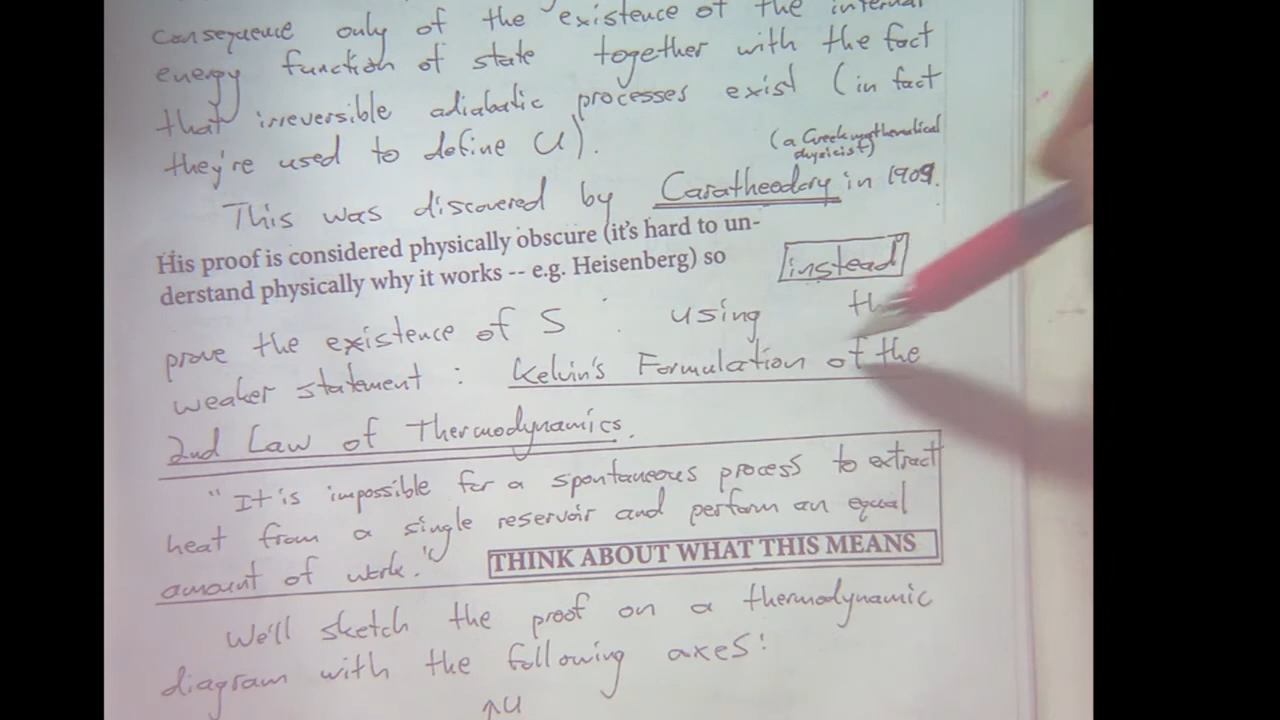 consequence only of the existence of the internal
energy function of state together with the fact
that irreversible adiabatic processes exist (in fact
they're used to define U).
(a Greek mathematical
physicist)
This was discovered by Caratheodory in 1909.
His proof is considered physically obscure (it's hard to un-
derstand physically why it works -- e.g. Heisenberg) so
instead
prove the existence of S : using
weaker statement : Kelvin's Formulation of the
2nd Law of Thermodynamics.
"It is impossible for a spontaneous process to extract
heat from a single reservoir and perform an equal
amount of work."
THINK ABOUT WHAT THIS MEANS
We'll sketch the proof on a thermodynamic
diagram with the following axes:
↑U